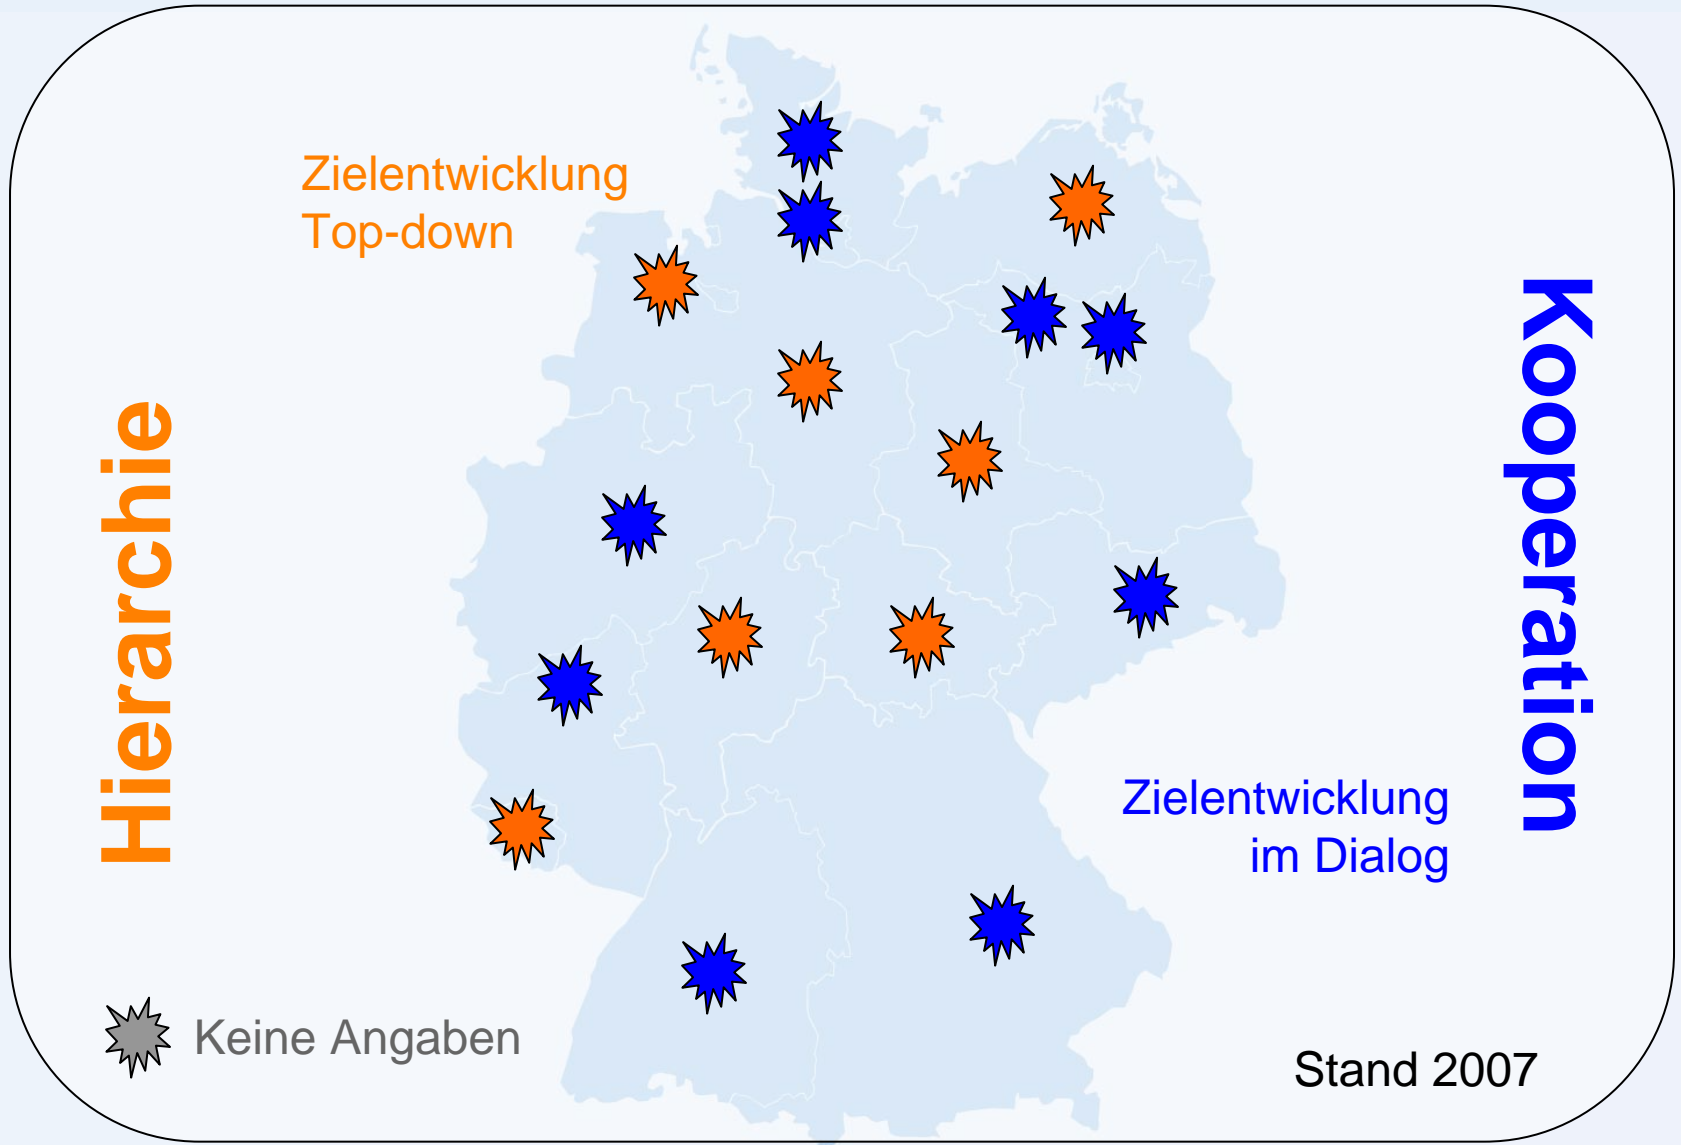 Zielentwicklung
Top-down
Hierarchie
Kooperation
Zielentwicklung
im Dialog
Keine Angaben
Stand 2007